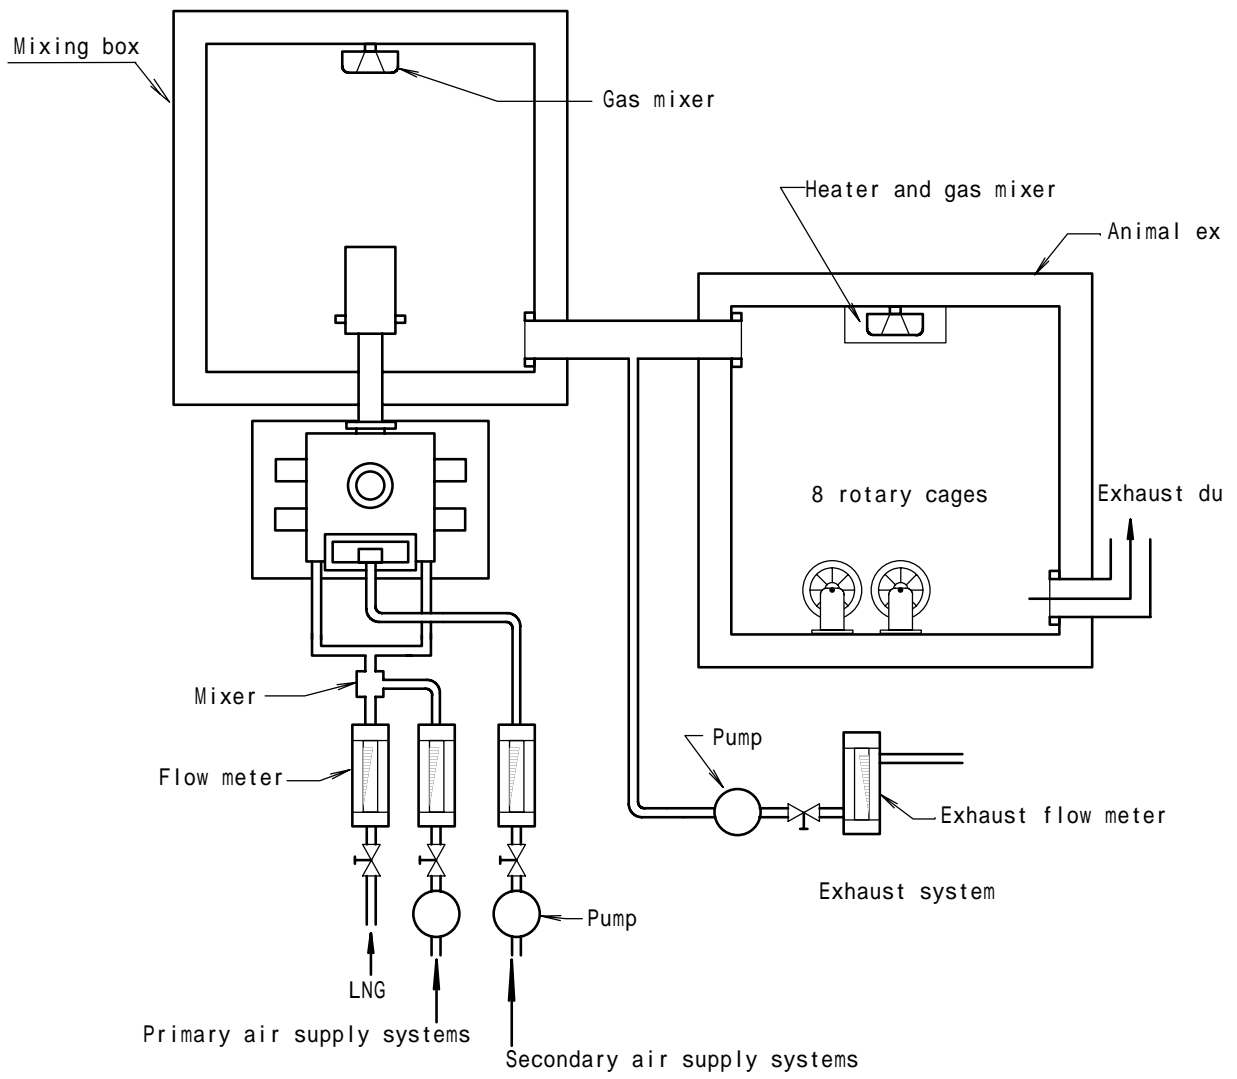 Mixing box
Gas mixer
Heater and gas mixer
Animal ex
8 rotary cages
Exhaust du
Mixer
Pump
Flow meter
Exhaust flow meter
Exhaust system
Pump
LNG
Primary air supply systems
Secondary air supply systems